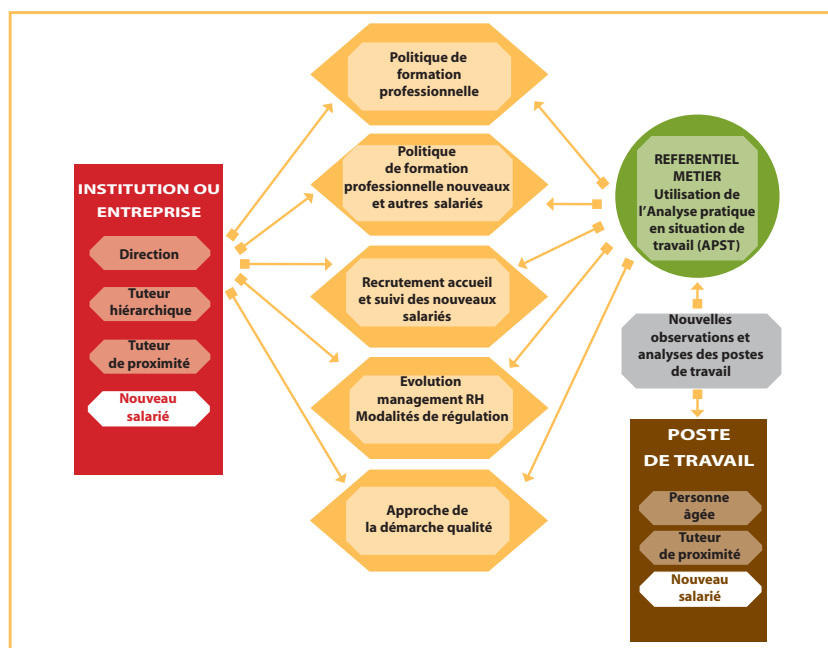 Politique de
formation
professionnelle
Politique
de formation
professionnelle nouveaux
et autres salariés
Recrutement accueil
et suivi des nouveaux
salariés
Evolution
management RH
Modalités de régulation
Approche de
la démarche qualité
INSTITUTION OU
ENTREPRISE
Direction
Tuteur
hiérarchique
Tuteur
de proximité
Nouveau
salarié
REFERENTIEL
METIER
Utilisation de
l'Analyse pratique
en situation de
travail (APST)
Nouvelles
observations et
analyses des postes
de travail
POSTE
DE TRAVAIL
Personne
âgée
Tuteur
de proximité
Nouveau
salarié